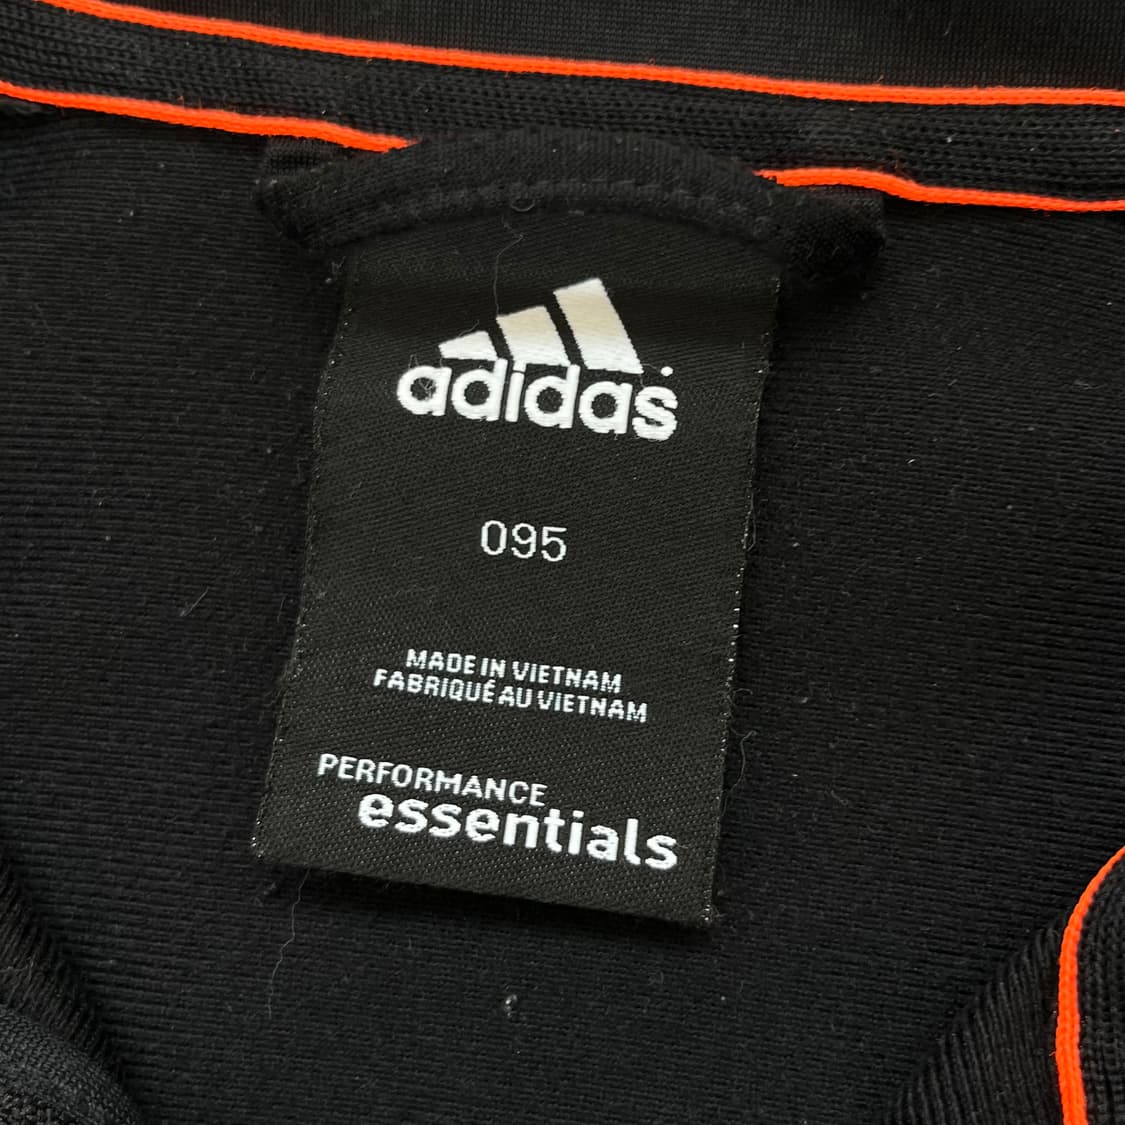 adidas
095
MADE IN VIETNAM
FABRIQUÉ AU VIETNAM
PERFORMANCE
essentials